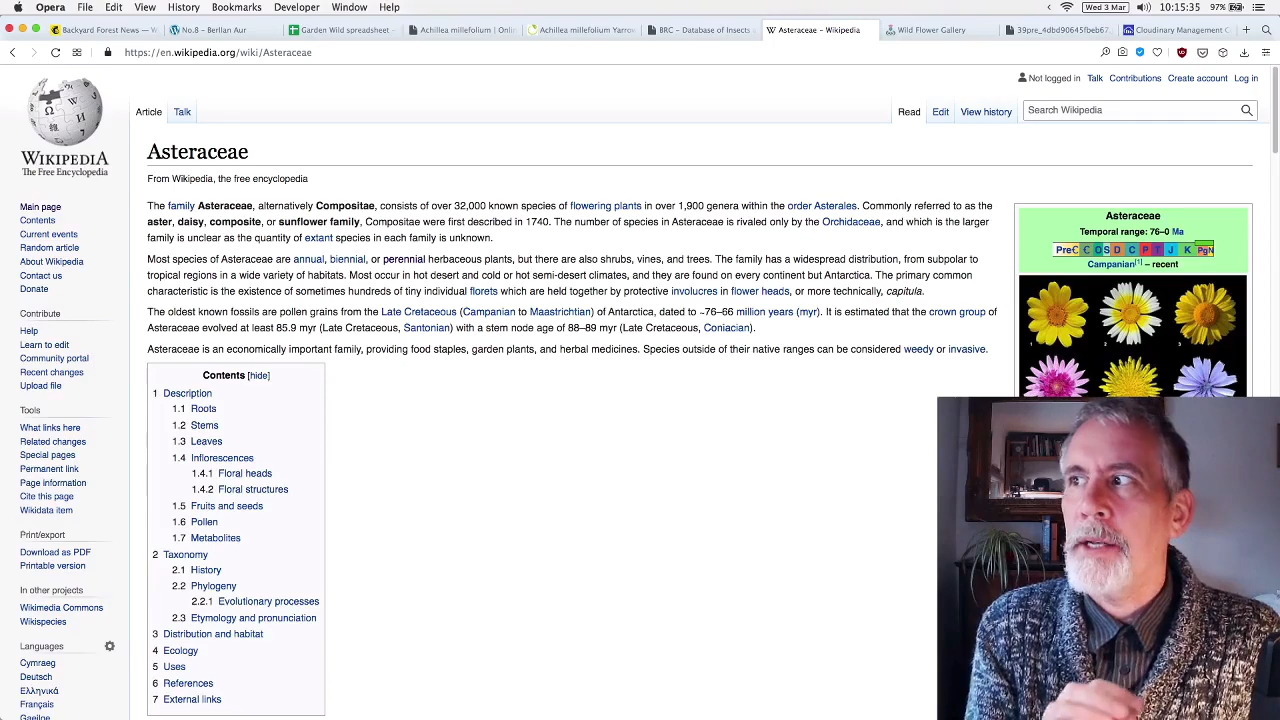 Opera File Edit View History Bookmarks Developer Window Help
Wed 3 Mar 10:15:35 97%
Backyard Forest News —
No.8 – Berllan Aur
Garden Wild spreadsheet -
Achillea millefolium | Onlin
Achillea millefolium Yarrow
BRC - Database of Insects
Asteraceae - Wikipedia
Wild Flower Gallery
39pre_4dbd90645fbeb67
Cloudinary Management C
https://en.wikipedia.org/wiki/Asteraceae
Not logged in Talk Contributions Create account Log in
Article Talk Read Edit View history Search Wikipedia
WIKIPEDIA
The Free Encyclopedia
Main page
Contents
Current events
Random article
About Wikipedia
Contact us
Donate
Contribute
Help
Learn to edit
Community portal
Recent changes
Upload file
Tools
What links here
Related changes
Special pages
Permanent link
Page information
Cite this page
Wikidata item
Print/export
Download as PDF
Printable version
In other projects
Wikimedia Commons
Wikispecies
Languages
Cymraeg
Deutsch
Ελληνικά
Français
Gaeilge
Asteraceae
From Wikipedia, the free encyclopedia
The family Asteraceae, alternatively Compositae, consists of over 32,000 known species of flowering plants in over 1,900 genera within the order Asterales. Commonly referred to as the
aster, daisy, composite, or sunflower family, Compositae were first described in 1740. The number of species in Asteraceae is rivaled only by the Orchidaceae, and which is the larger
family is unclear as the quantity of extant species in each family is unknown.
Most species of Asteraceae are annual, biennial, or perennial herbaceous plants, but there are also shrubs, vines, and trees. The family has a widespread distribution, from subpolar to
tropical regions in a wide variety of habitats. Most occur in hot desert and cold or hot semi-desert climates, and they are found on every continent but Antarctica. The primary common
characteristic is the existence of sometimes hundreds of tiny individual florets which are held together by protective involucres in flower heads, or more technically, capitula.
The oldest known fossils are pollen grains from the Late Cretaceous (Campanian to Maastrichtian) of Antarctica, dated to ~76–66 million years (myr). It is estimated that the crown group of
Asteraceae evolved at least 85.9 myr (Late Cretaceous, Santonian) with a stem node age of 88–89 myr (Late Cretaceous, Coniacian).
Asteraceae is an economically important family, providing food staples, garden plants, and herbal medicines. Species outside of their native ranges can be considered weedy or invasive.
Contents [hide]
1 Description
1.1 Roots
1.2 Stems
1.3 Leaves
1.4 Inflorescences
1.4.1 Floral heads
1.4.2 Floral structures
1.5 Fruits and seeds
1.6 Pollen
1.7 Metabolites
2 Taxonomy
2.1 History
2.2 Phylogeny
2.2.1 Evolutionary processes
2.3 Etymology and pronunciation
3 Distribution and habitat
4 Ecology
5 Uses
6 References
7 External links
Asteraceae
Temporal range: 76–0 Ma
PreЄ Є O S D C P T J K PgN
Campanian[1] – recent
1 2 3